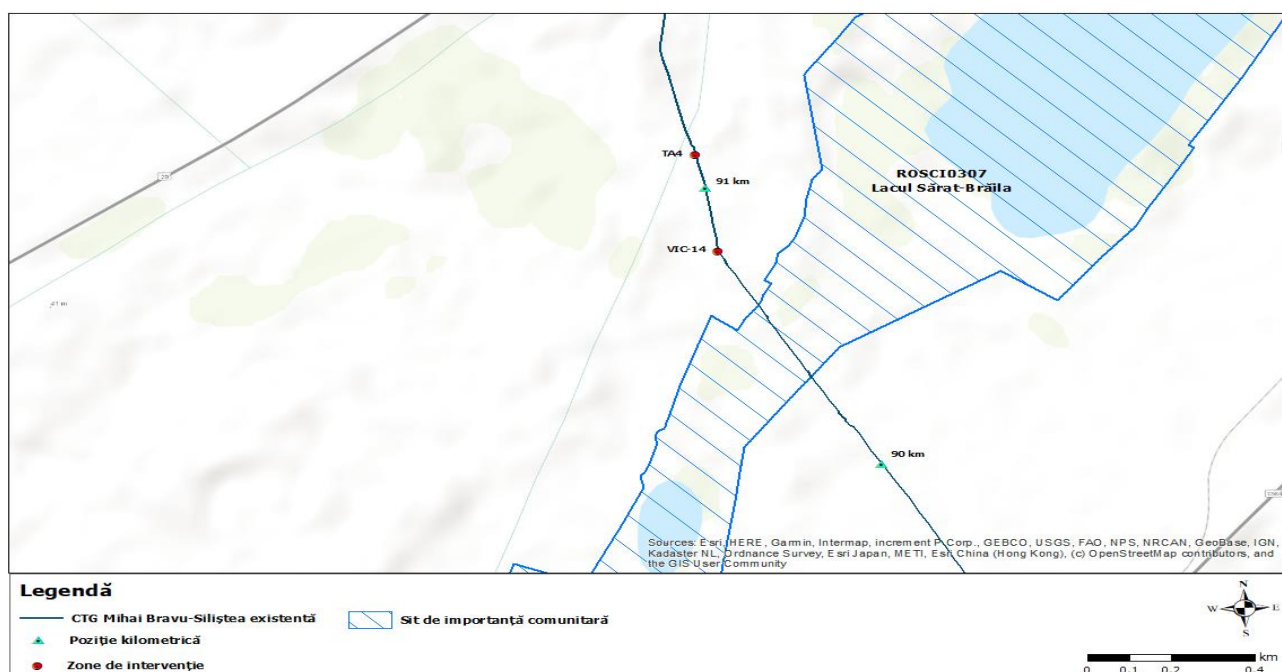 TA4
91 km
29
ROSCI0307
Lacul Sărat-Brăila
VIC-14
90 km
Sources: Esri, HERE, Garmin, Intermap, increment P Corp., GEBCO, USGS, FAO, NPS, NRCAN, GeoBase, IGN,
Kadaster NL, Ordnance Survey, Esri Japan, METI, Esri China (Hong Kong), (c) OpenStreetMap contributors, and
the GIS User Community
Legendă
CTG Mihai Bravu-Siliștea existentă
Sit de importanță comunitară
Poziție kilometrică
Zone de intervenție
N
W E
S
km
0 0.1 0.2 0.4